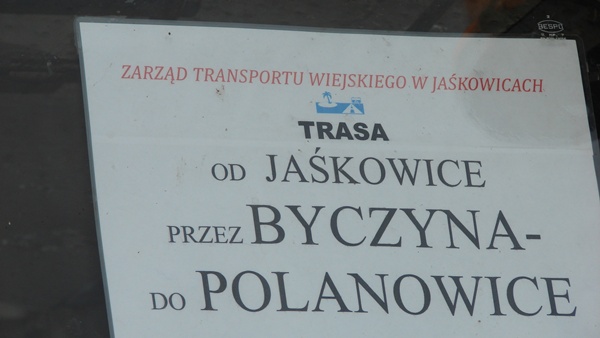 ZARZĄD TRANSPORTU WIEJSKIEGO W JAŚKOWICACH
TRASA
OD JAŚKOWICE
PRZEZ BYCZYNA-
DO POLANOWICE